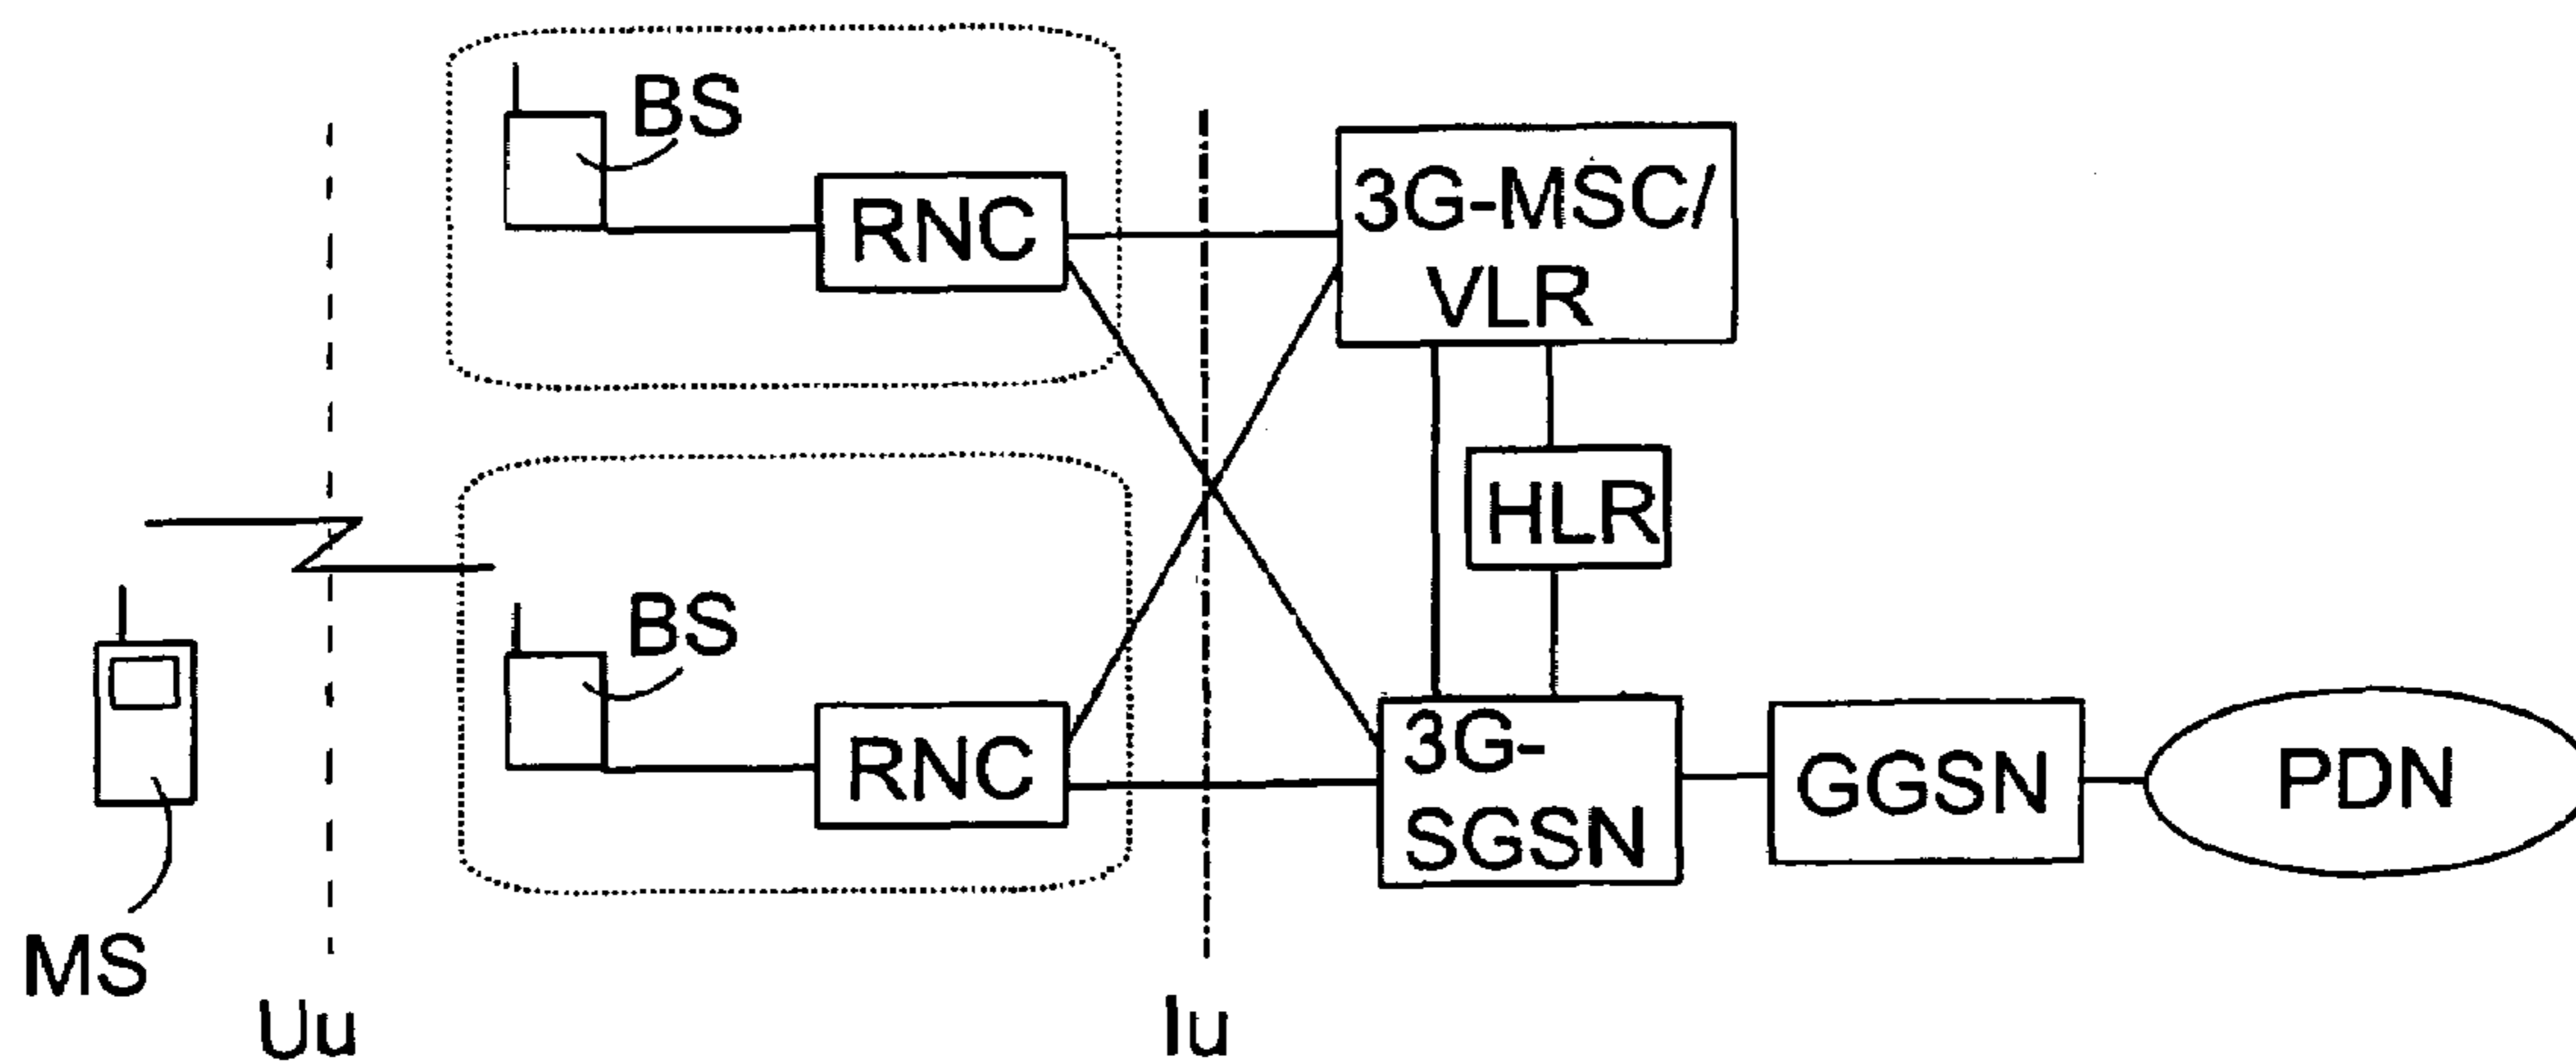 BS
RNC
3G-MSC/
VLR
HLR
BS
RNC
3G-
SGSN
GGSN
PDN
MS
Uu
Iu